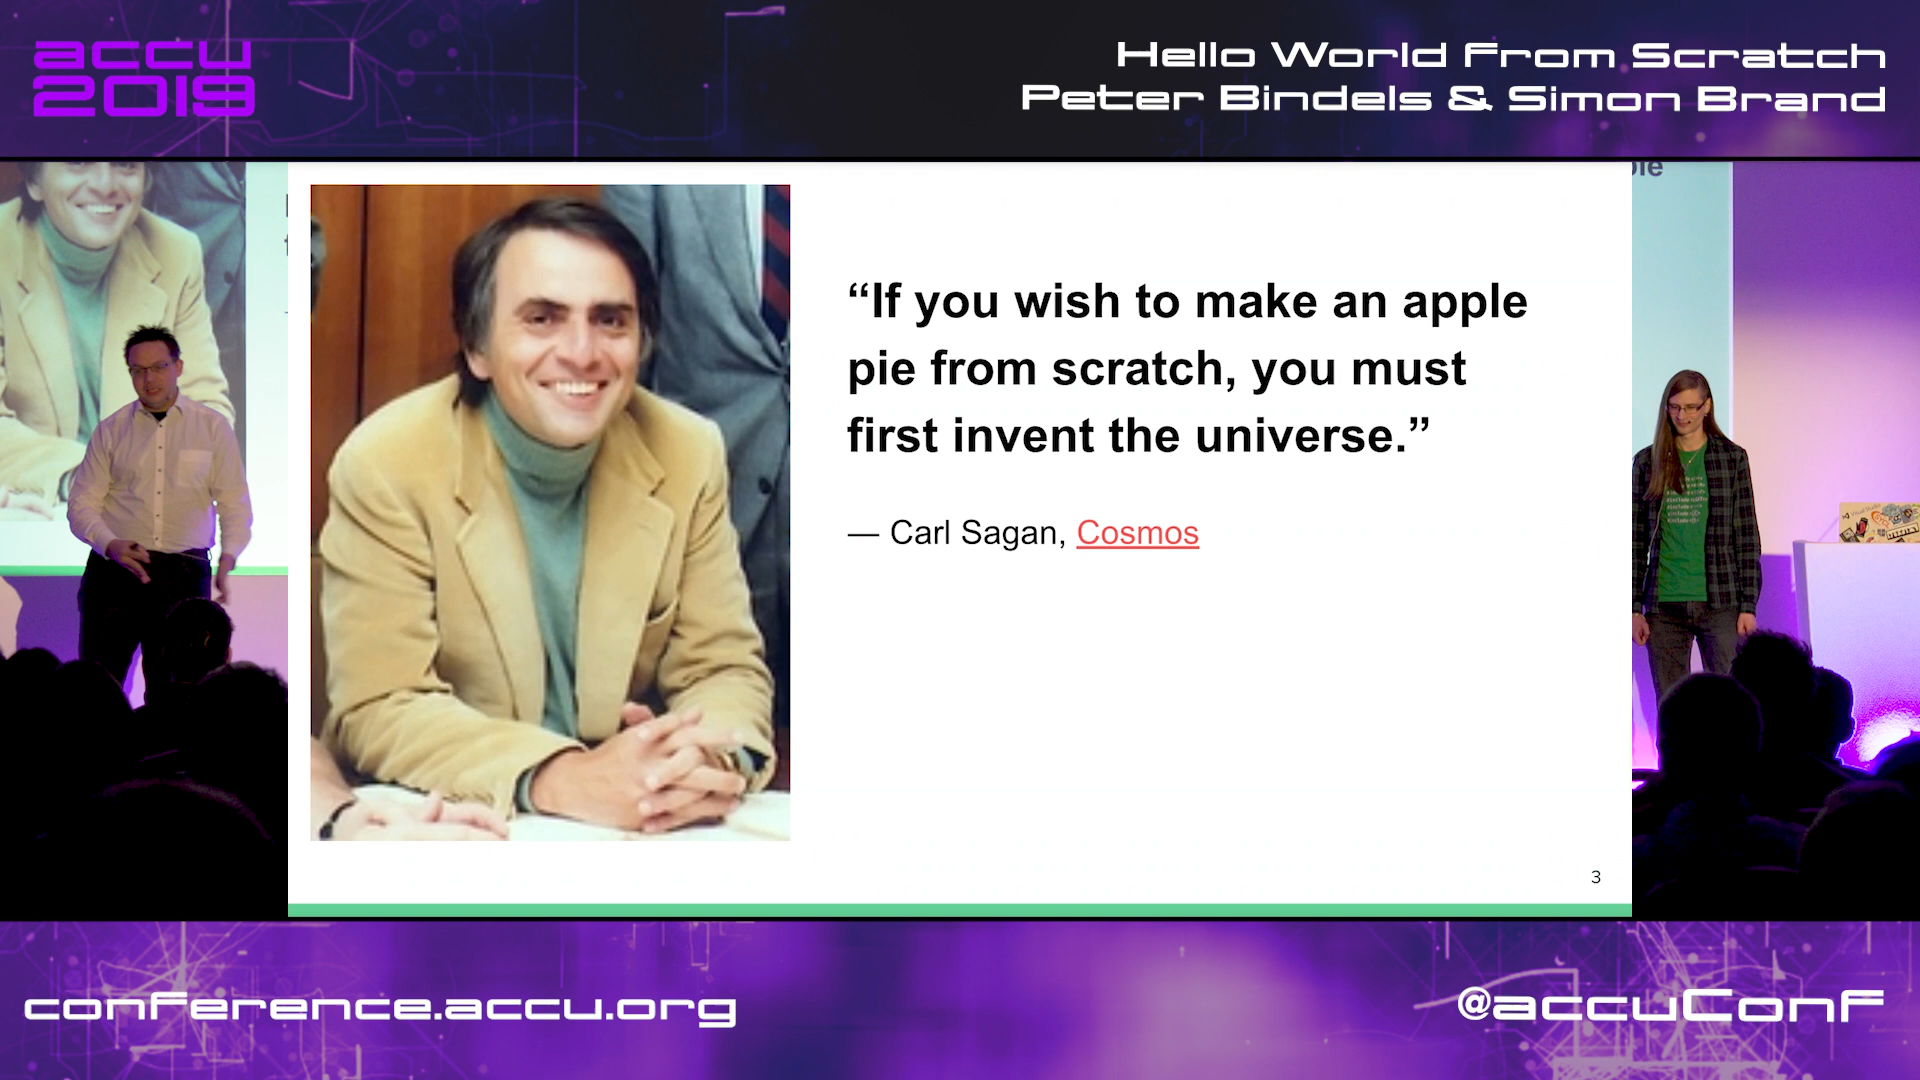 accu
2019
Hello World From Scratch
Peter Bindels & Simon Brand
“If you wish to make an apple
pie from scratch, you must
first invent the universe.”
— Carl Sagan, Cosmos
3
conference.accu.org
@accuConf